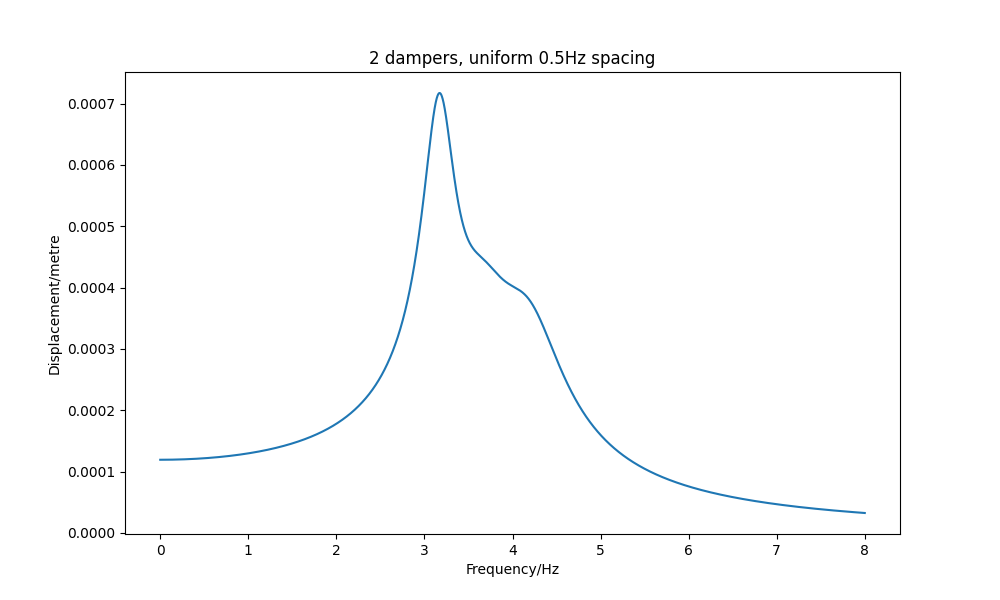 2 dampers, uniform 0.5Hz spacing
Displacement/metre
0.0007
0.0006
0.0005
0.0004
0.0003
0.0002
0.0001
0.0000
0 1 2 3 4 5 6 7 8
Frequency/Hz